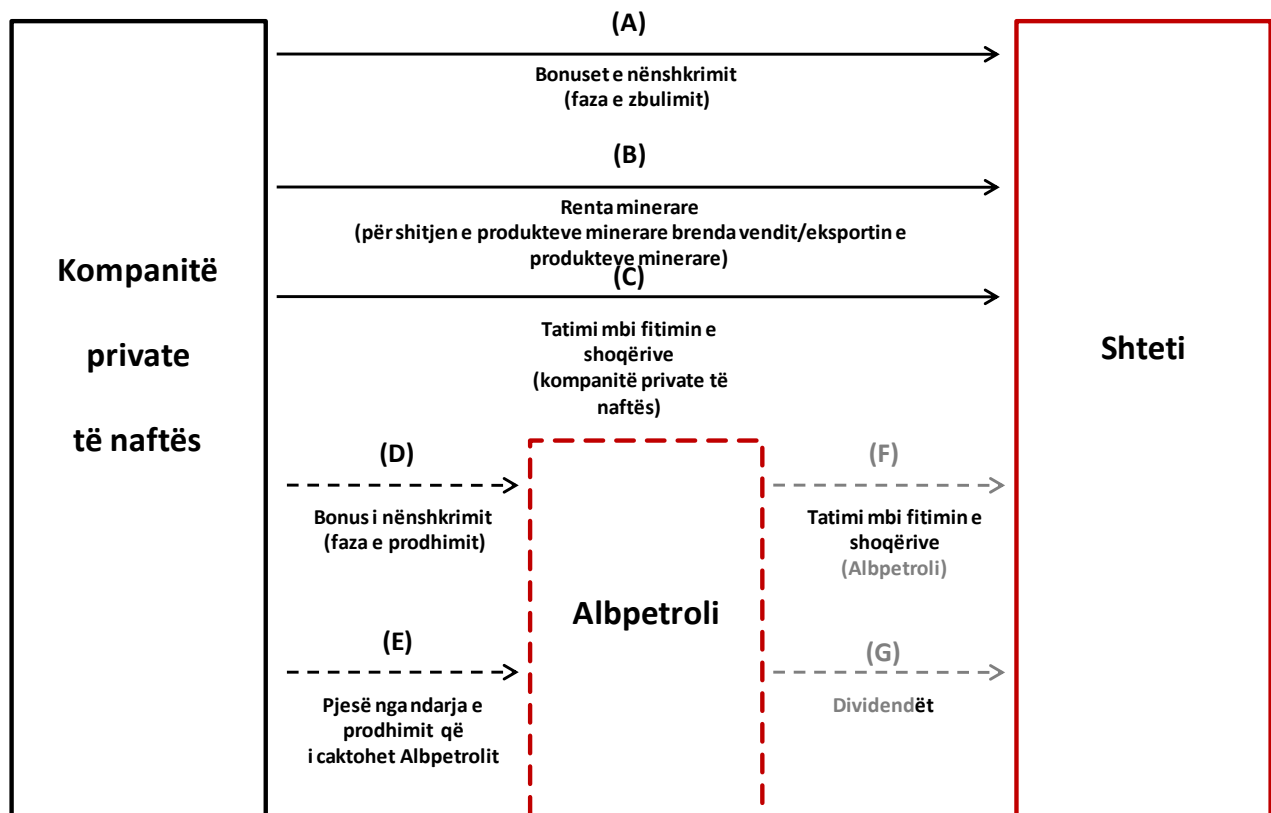 (A)
Bonuset e nënshkrimit
(faza e zbulimit)
(B)
Renta minerare
(për shitjen e produkteve minerare brenda vendit/eksportin e
produkteve minerare)
(C)
Tatimi mbi fitimin e
shoqërive
(kompanitë private të
naftës)
Kompanitë
private
të naftës
Shteti
(D)
Bonus i nënshkrimit
(faza e prodhimit)
(E)
Pjesë nga ndarja e
prodhimit që
i caktohet Albpetrolit
Albpetroli
(F)
Tatimi mbi fitimin e
shoqërive
(Albpetroli)
(G)
Dividendët